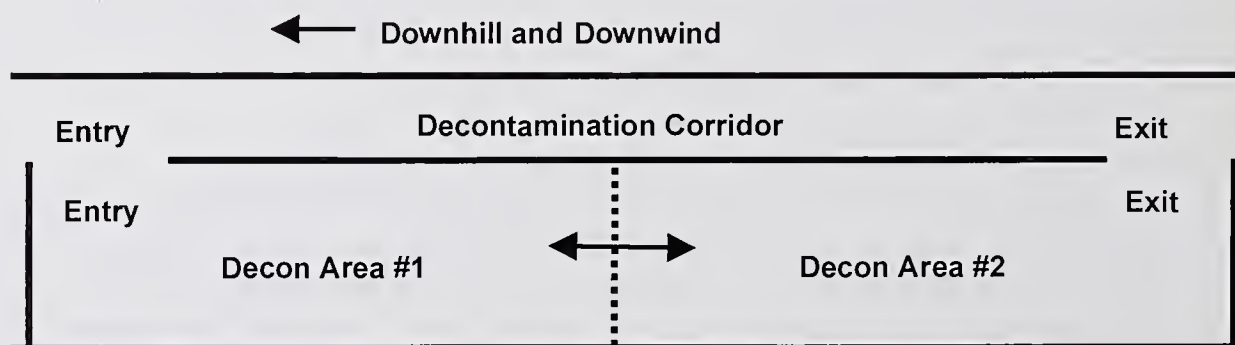 Downhill and Downwind
Entry
Decontamination Corridor
Exit
Entry
Exit
Decon Area #1
Decon Area #2